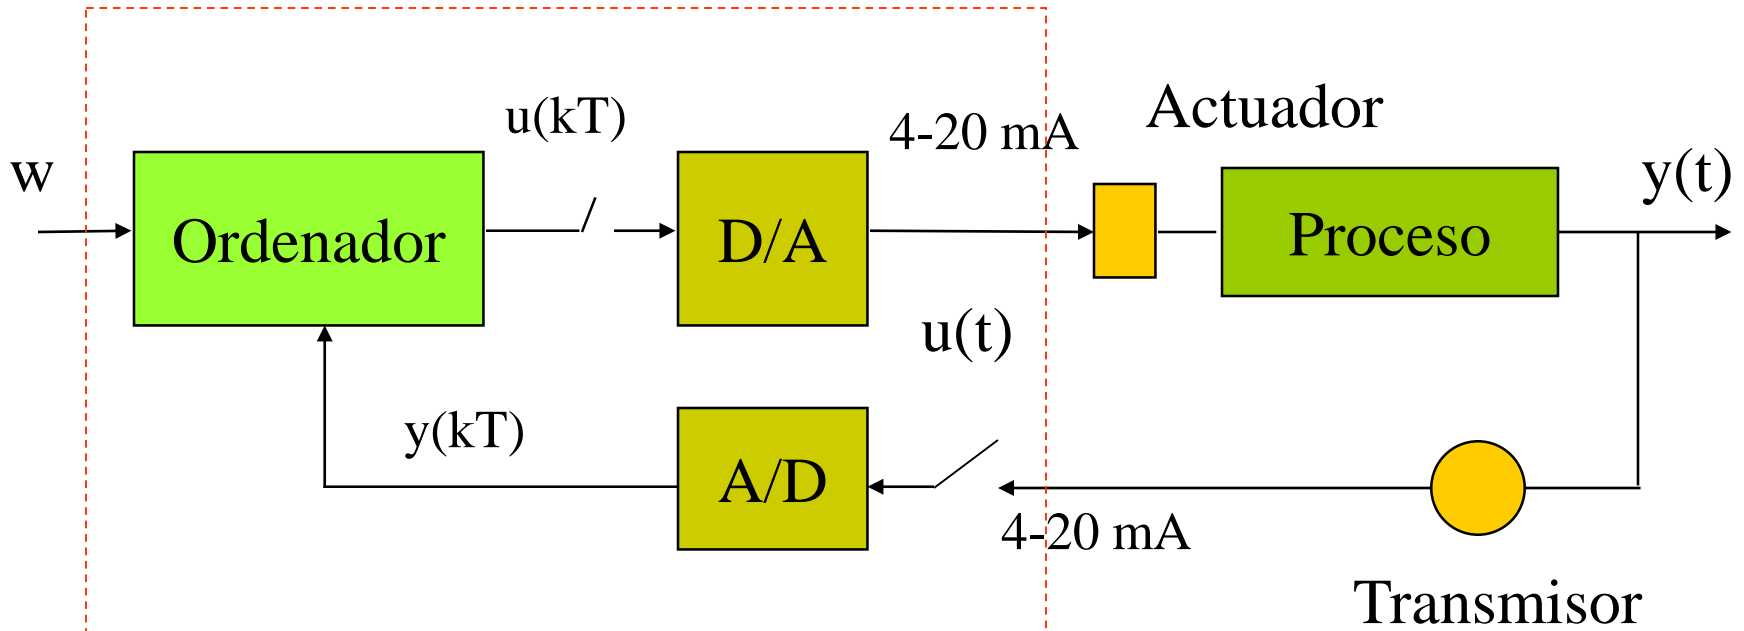 Actuador
u(kT)
4-20 mA
w
y(t)
Ordenador
D/A
Proceso
u(t)
y(kT)
A/D
4-20 mA
Transmisor